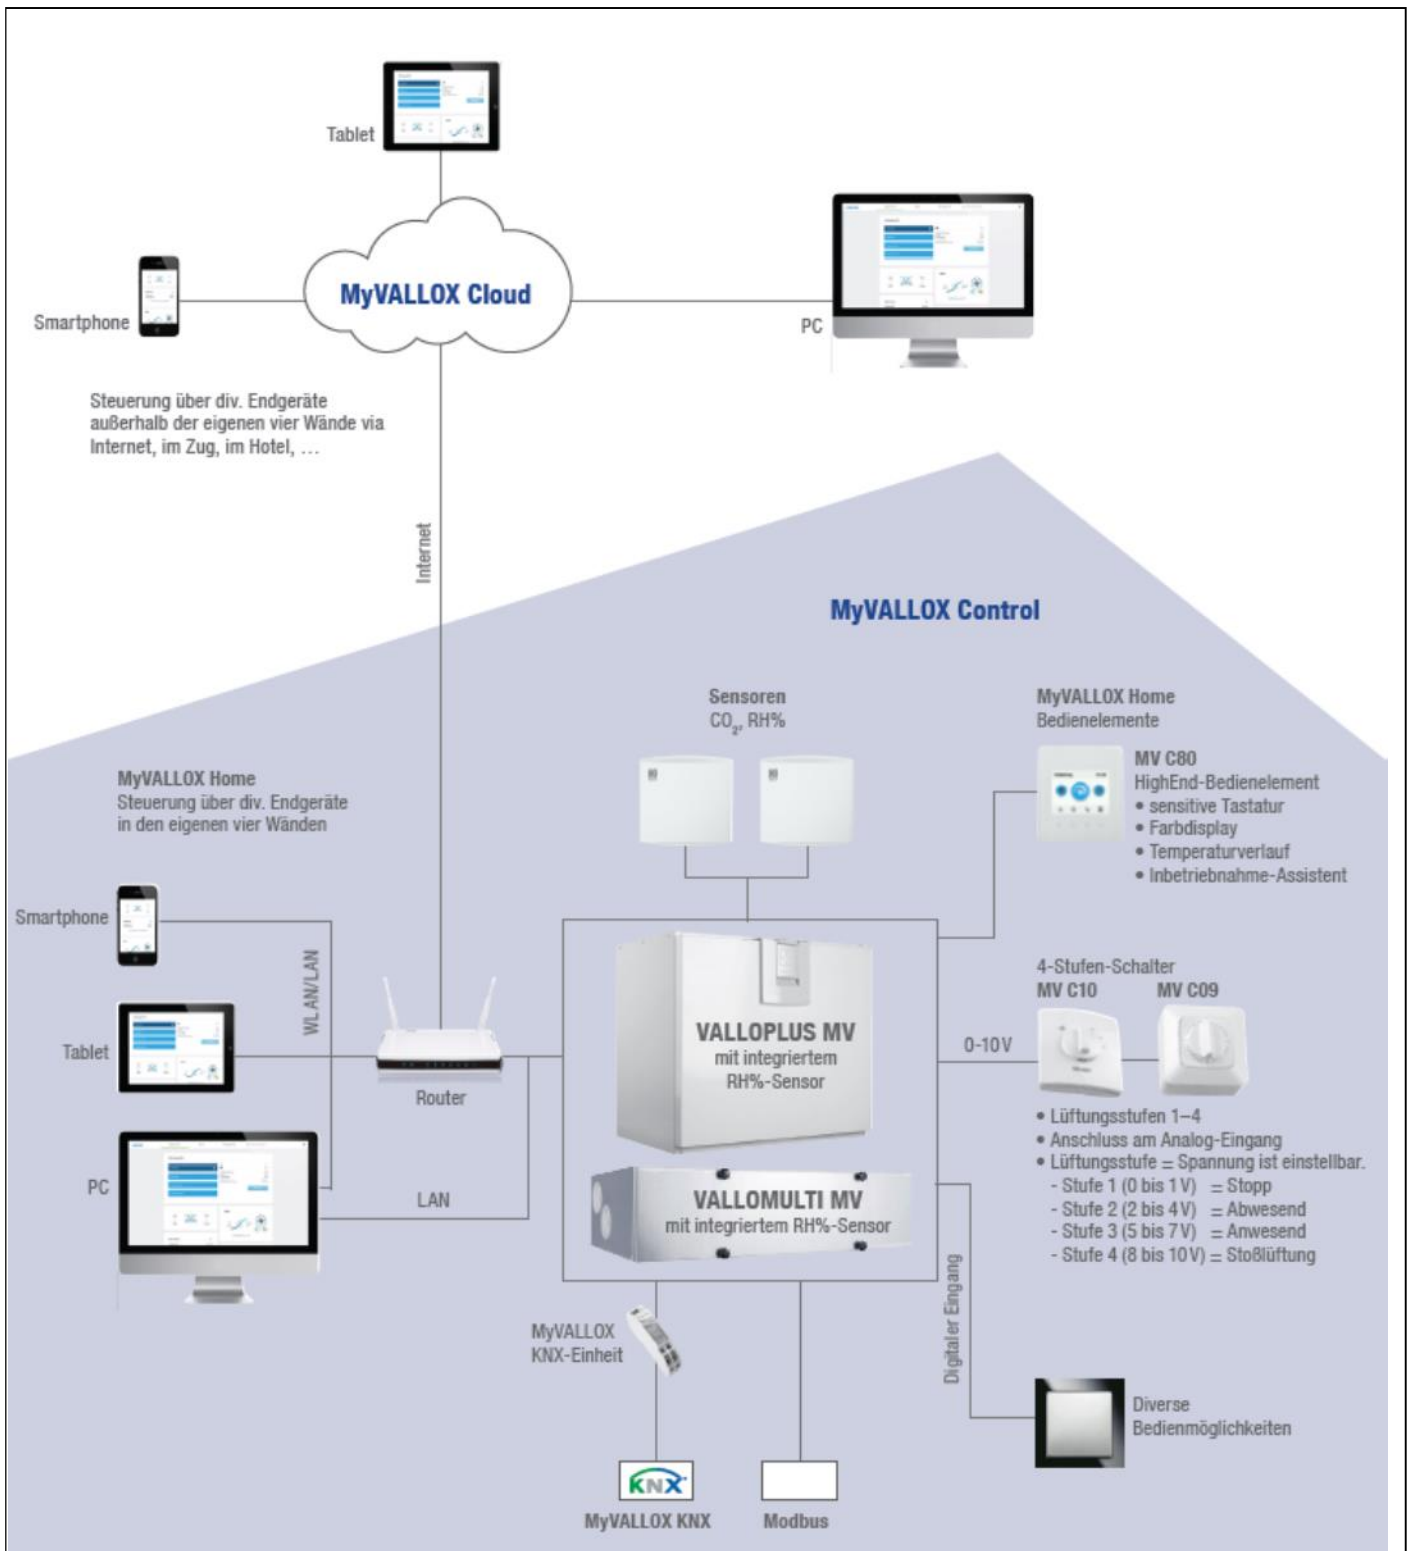 Tablet
MyVALLOX Cloud
Smartphone
PC
Steuerung über div. Endgeräte
außerhalb der eigenen vier Wände via
Internet, im Zug, im Hotel, …
Internet
MyVALLOX Control
Sensoren
CO₂, RH%
MyVALLOX Home
Bedienelemente
MV C80
HighEnd-Bedienelement
• sensitive Tastatur
• Farbdisplay
• Temperaturverlauf
• Inbetriebnahme-Assistent
MyVALLOX Home
Steuerung über div. Endgeräte
in den eigenen vier Wänden
Smartphone
WLAN/LAN
Tablet
Router
PC
LAN
VALLOPLUS MV
mit integriertem
RH%-Sensor
VALLOMULTI MV
mit integriertem RH%-Sensor
4-Stufen-Schalter
MV C10 MV C09
0-10 V
• Lüftungsstufen 1–4
• Anschluss am Analog-Eingang
• Lüftungsstufe = Spannung ist einstellbar.
- Stufe 1 (0 bis 1 V) = Stopp
- Stufe 2 (2 bis 4 V) = Abwesend
- Stufe 3 (5 bis 7 V) = Anwesend
- Stufe 4 (8 bis 10 V) = Stoßlüftung
Digitaler Eingang
MyVALLOX
KNX-Einheit
Diverse
Bedienmöglichkeiten
KNX
MyVALLOX KNX
Modbus